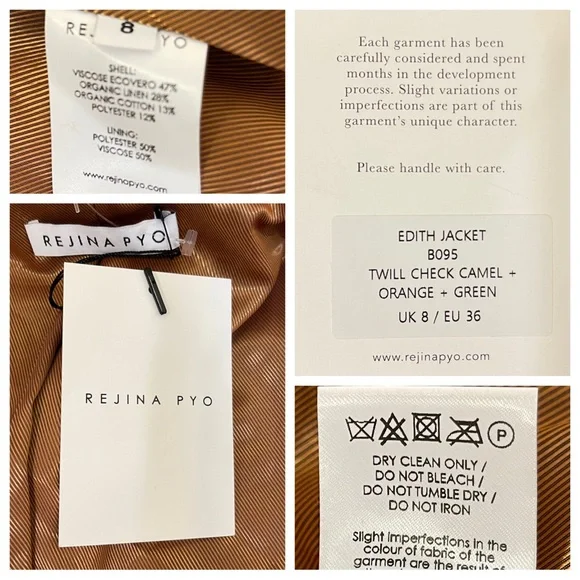 RE
8
YO
SHELL:
VISCOSE ECOVERO 47%
ORGANIC LINEN 28%
ORGANIC COTTON 13%
POLYESTER 12%
LINING:
POLYESTER 50%
VISCOSE 50%
www.rejinapyo.com
Each garment has been
carefully considered and spent
months in the development
process. Slight variations or
imperfections are part of this
garment's unique character.
Please handle with care.
EDITH JACKET
B095
TWILL CHECK CAMEL +
ORANGE + GREEN
UK 8 / EU 36
www.rejinapyo.com
REJINA PYO
REJINA PYO
P
DRY CLEAN ONLY /
DO NOT BLEACH /
DO NOT TUMBLE DRY /
DO NOT IRON
Slight imperfections in the
colour of fabric of the
garment are the result of